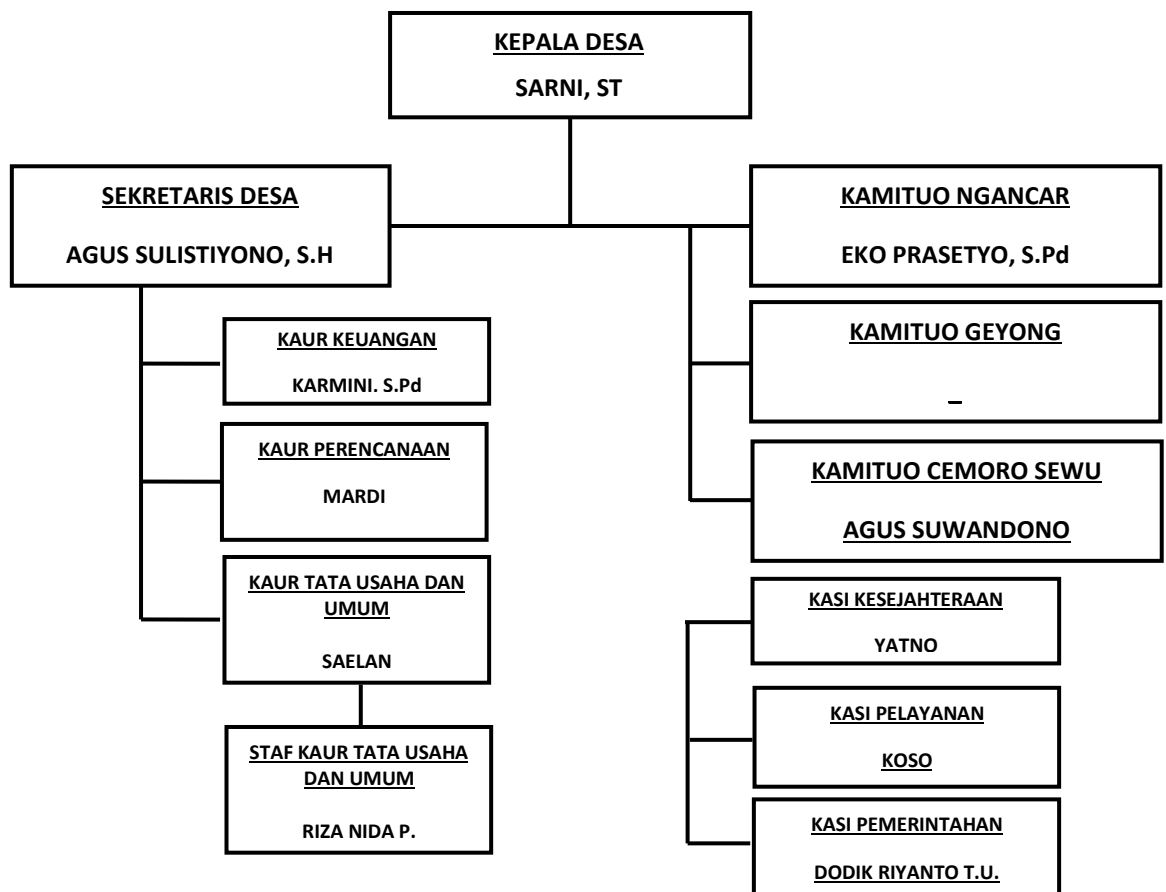 KEPALA DESA
SARNI, ST
SEKRETARIS DESA
AGUS SULISTIYONO, S.H
KAUR KEUANGAN
KARMINI. S.Pd
KAUR PERENCANAAN
MARDI
KAUR TATA USAHA DAN
UMUM
SAELAN
STAF KAUR TATA USAHA
DAN UMUM
RIZA NIDA P.
KAMITUO NGANCAR
EKO PRASETYO, S.Pd
KAMITUO GEYONG
_
KAMITUO CEMORO SEWU
AGUS SUWANDONO
KASI KESEJAHTERAAN
YATNO
KASI PELAYANAN
KOSO
KASI PEMERINTAHAN
DODIK RIYANTO T.U.